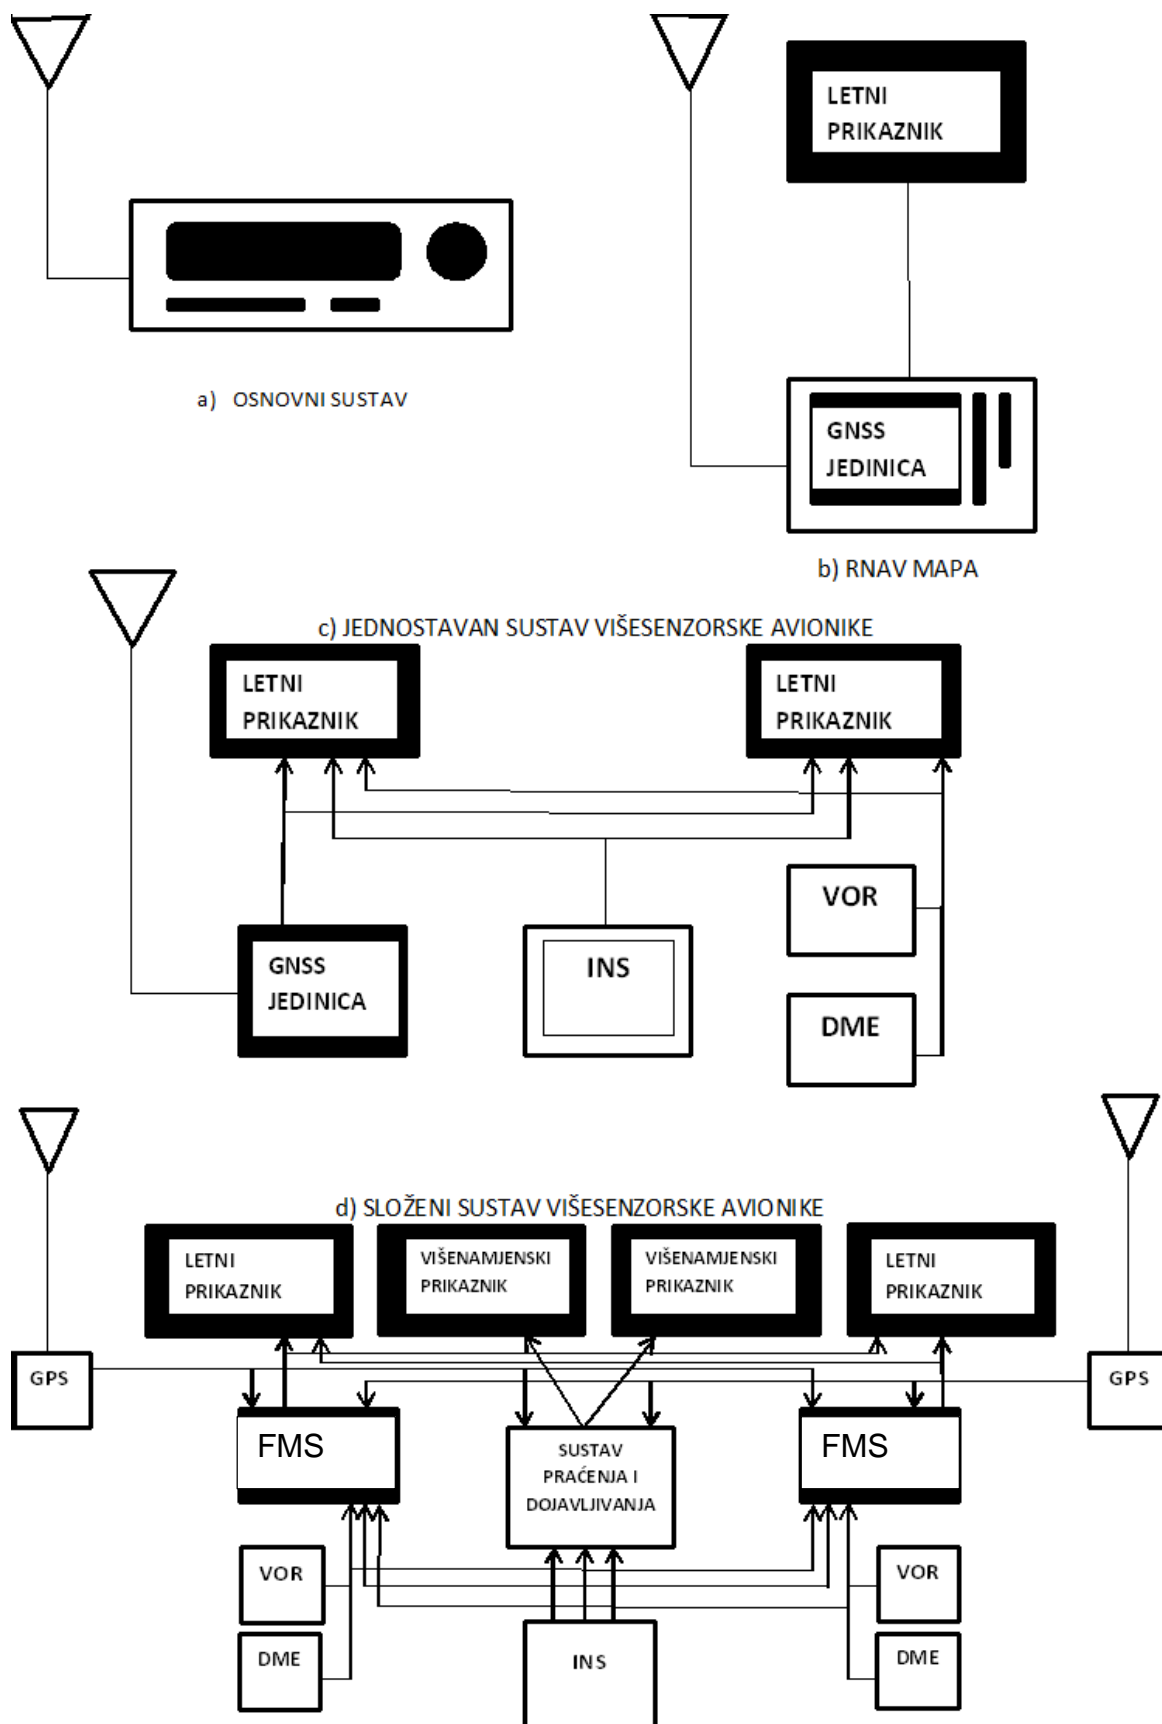 LETNI
PRIKAZNIK
a) OSNOVNI SUSTAV
GNSS
JEDINICA
b) RNAV MAPA
c) JEDNOSTAVAN SUSTAV VIŠESENZORSKE AVIONIKE
LETNI
PRIKAZNIK
LETNI
PRIKAZNIK
VOR
GNSS
JEDINICA
INS
DME
d) SLOŽENI SUSTAV VIŠESENZORSKE AVIONIKE
LETNI
PRIKAZNIK
VIŠENAMJENSKI
PRIKAZNIK
VIŠENAMJENSKI
PRIKAZNIK
LETNI
PRIKAZNIK
GPS
GPS
FMS
SUSTAV
PRAĆENJA I
DOJAVLJIVANJA
FMS
VOR
VOR
DME
INS
DME